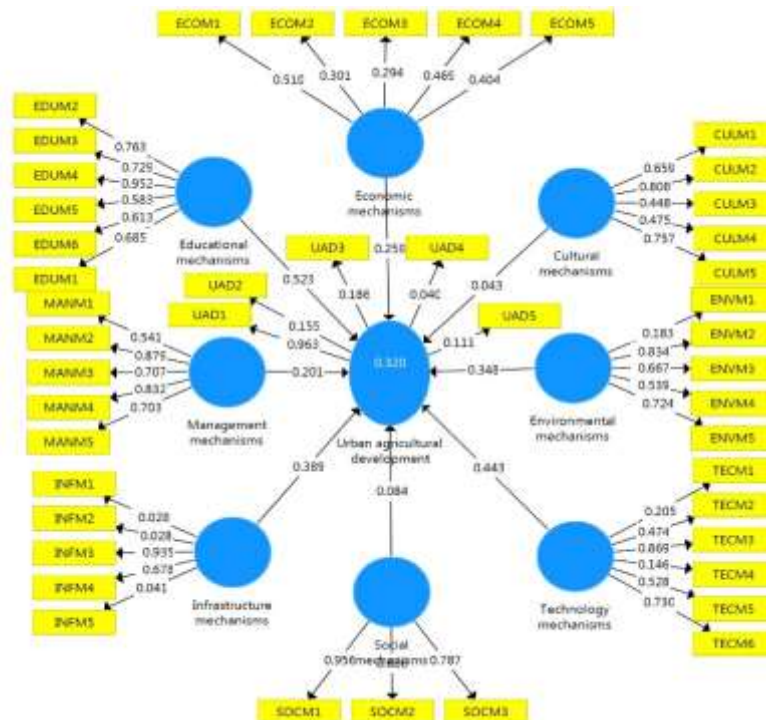 ECOM1
ECOM2
ECOM3
ECOM4
ECOM5
0.510
0.301
0.294
0.465
0.404
Economic
mechanisms
EDUM2
EDUM3
EDUM4
EDUM5
EDUM6
EDUM1
0.763
0.729
0.952
0.583
0.613
0.685
Educational
mechanisms
CULM1
CULM2
CULM3
CULM4
CULM5
0.659
0.808
0.448
0.475
0.757
Cultural
mechanisms
UAD3
UAD4
UAD2
UAD1
UAD5
0.186
0.040
0.155
0.963
0.111
0.523
0.043
0.201
0.348
0.389
0.084
0.443
0.320
Urban agricultural
development
MANM1
MANM2
MANM3
MANM4
MANM5
0.541
0.707
0.832
0.703
Management
mechanisms
ENVM1
ENVM2
ENVM3
ENVM4
ENVM5
0.183
0.834
0.667
0.539
0.724
Environmental
mechanisms
INFM1
INFM2
INFM3
INFM4
INFM5
0.028
0.028
0.935
0.678
0.041
Infrastructure
mechanisms
TECM1
TECM2
TECM3
TECM4
TECM5
TECM6
0.205
0.474
0.869
0.146
0.528
0.730
Technology
mechanisms
Social
mechanisms
0.956
0.787
SOCM1
SOCM2
SOCM3